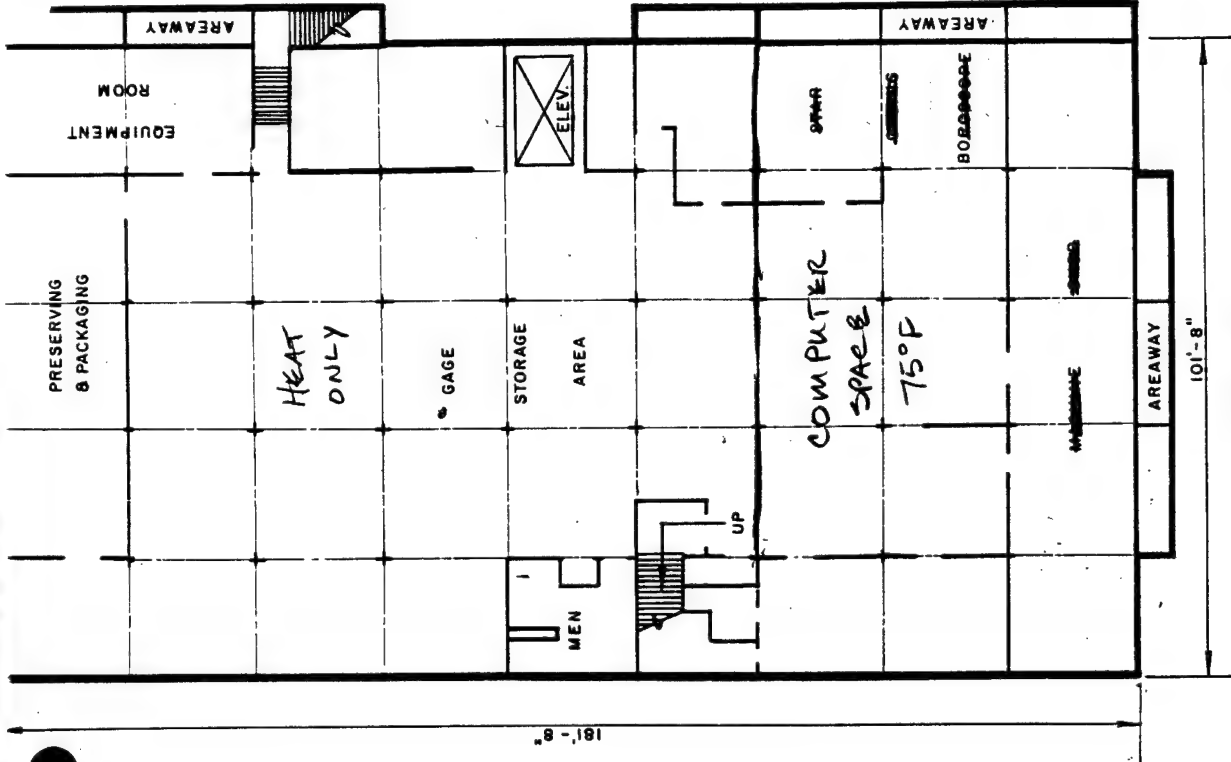 AREAWAY
AREAWAY
EQUIPMENT
ROOM
ELEV.
PRESERVING
& PACKAGING
HEAT
ONLY
GAGE
STORAGE
AREA
COMPUTER
SPACE
75°F
UP
MEN
AREAWAY
101'-8"
181'-8"